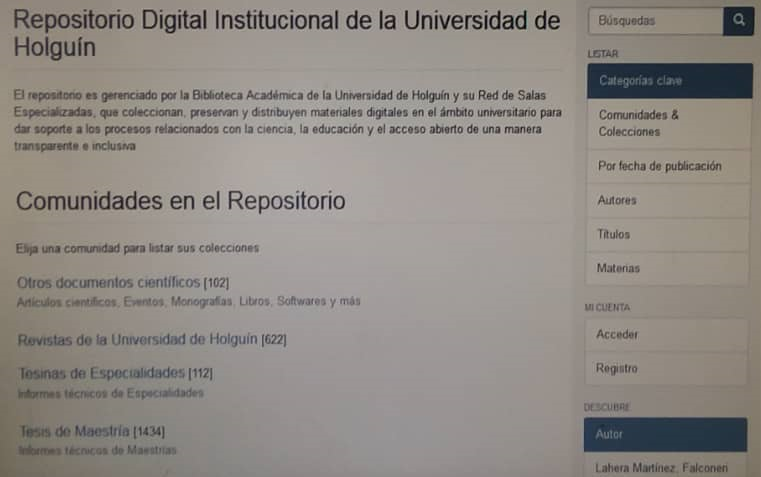 Repositorio Digital Institucional de la Universidad de
Holguín
El repositorio es gerenciado por la Biblioteca Académica de la Universidad de Holguín y su Red de Salas
Especializadas, que coleccionan, preservan y distribuyen materiales digitales en el ámbito universitario para
dar soporte a los procesos relacionados con la ciencia, la educación y el acceso abierto de una manera
transparente e inclusiva
Comunidades en el Repositorio
Elija una comunidad para listar sus colecciones
Otros documentos científicos [102]
Artículos científicos, Eventos, Monografías, Libros, Softwares y más
Revistas de la Universidad de Holguín [622]
Tesinas de Especialidades [112]
Informes técnicos de Especialidades
Tesis de Maestría [1434]
Informes técnicos de Maestrías
Búsquedas
LISTAR
Categorías clave
Comunidades &
Colecciones
Por fecha de publicación
Autores
Títulos
Materias
MI CUENTA
Acceder
Registro
DESCUBRE
Autor
Lahera Martínez, Falconeri